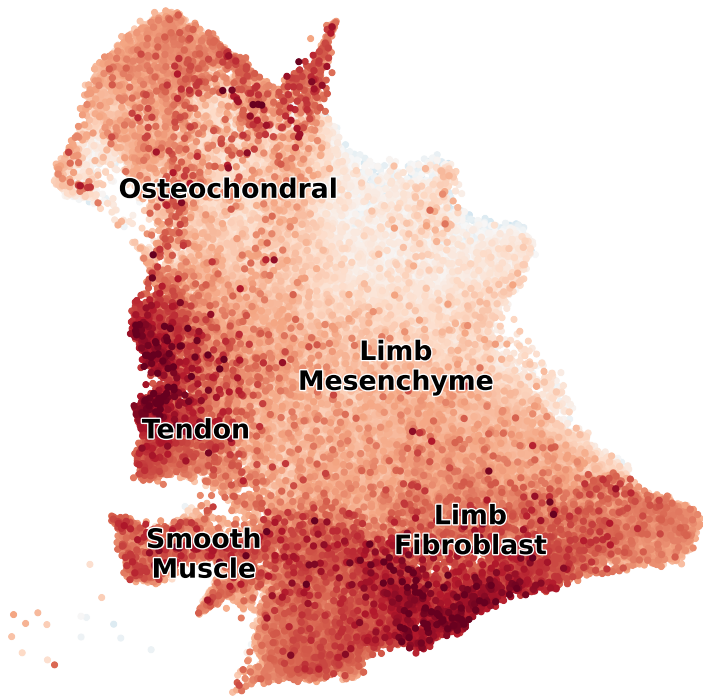 Osteochondral
Limb
Mesenchyme
Tendon
Limb
Fibroblast
Smooth
Muscle